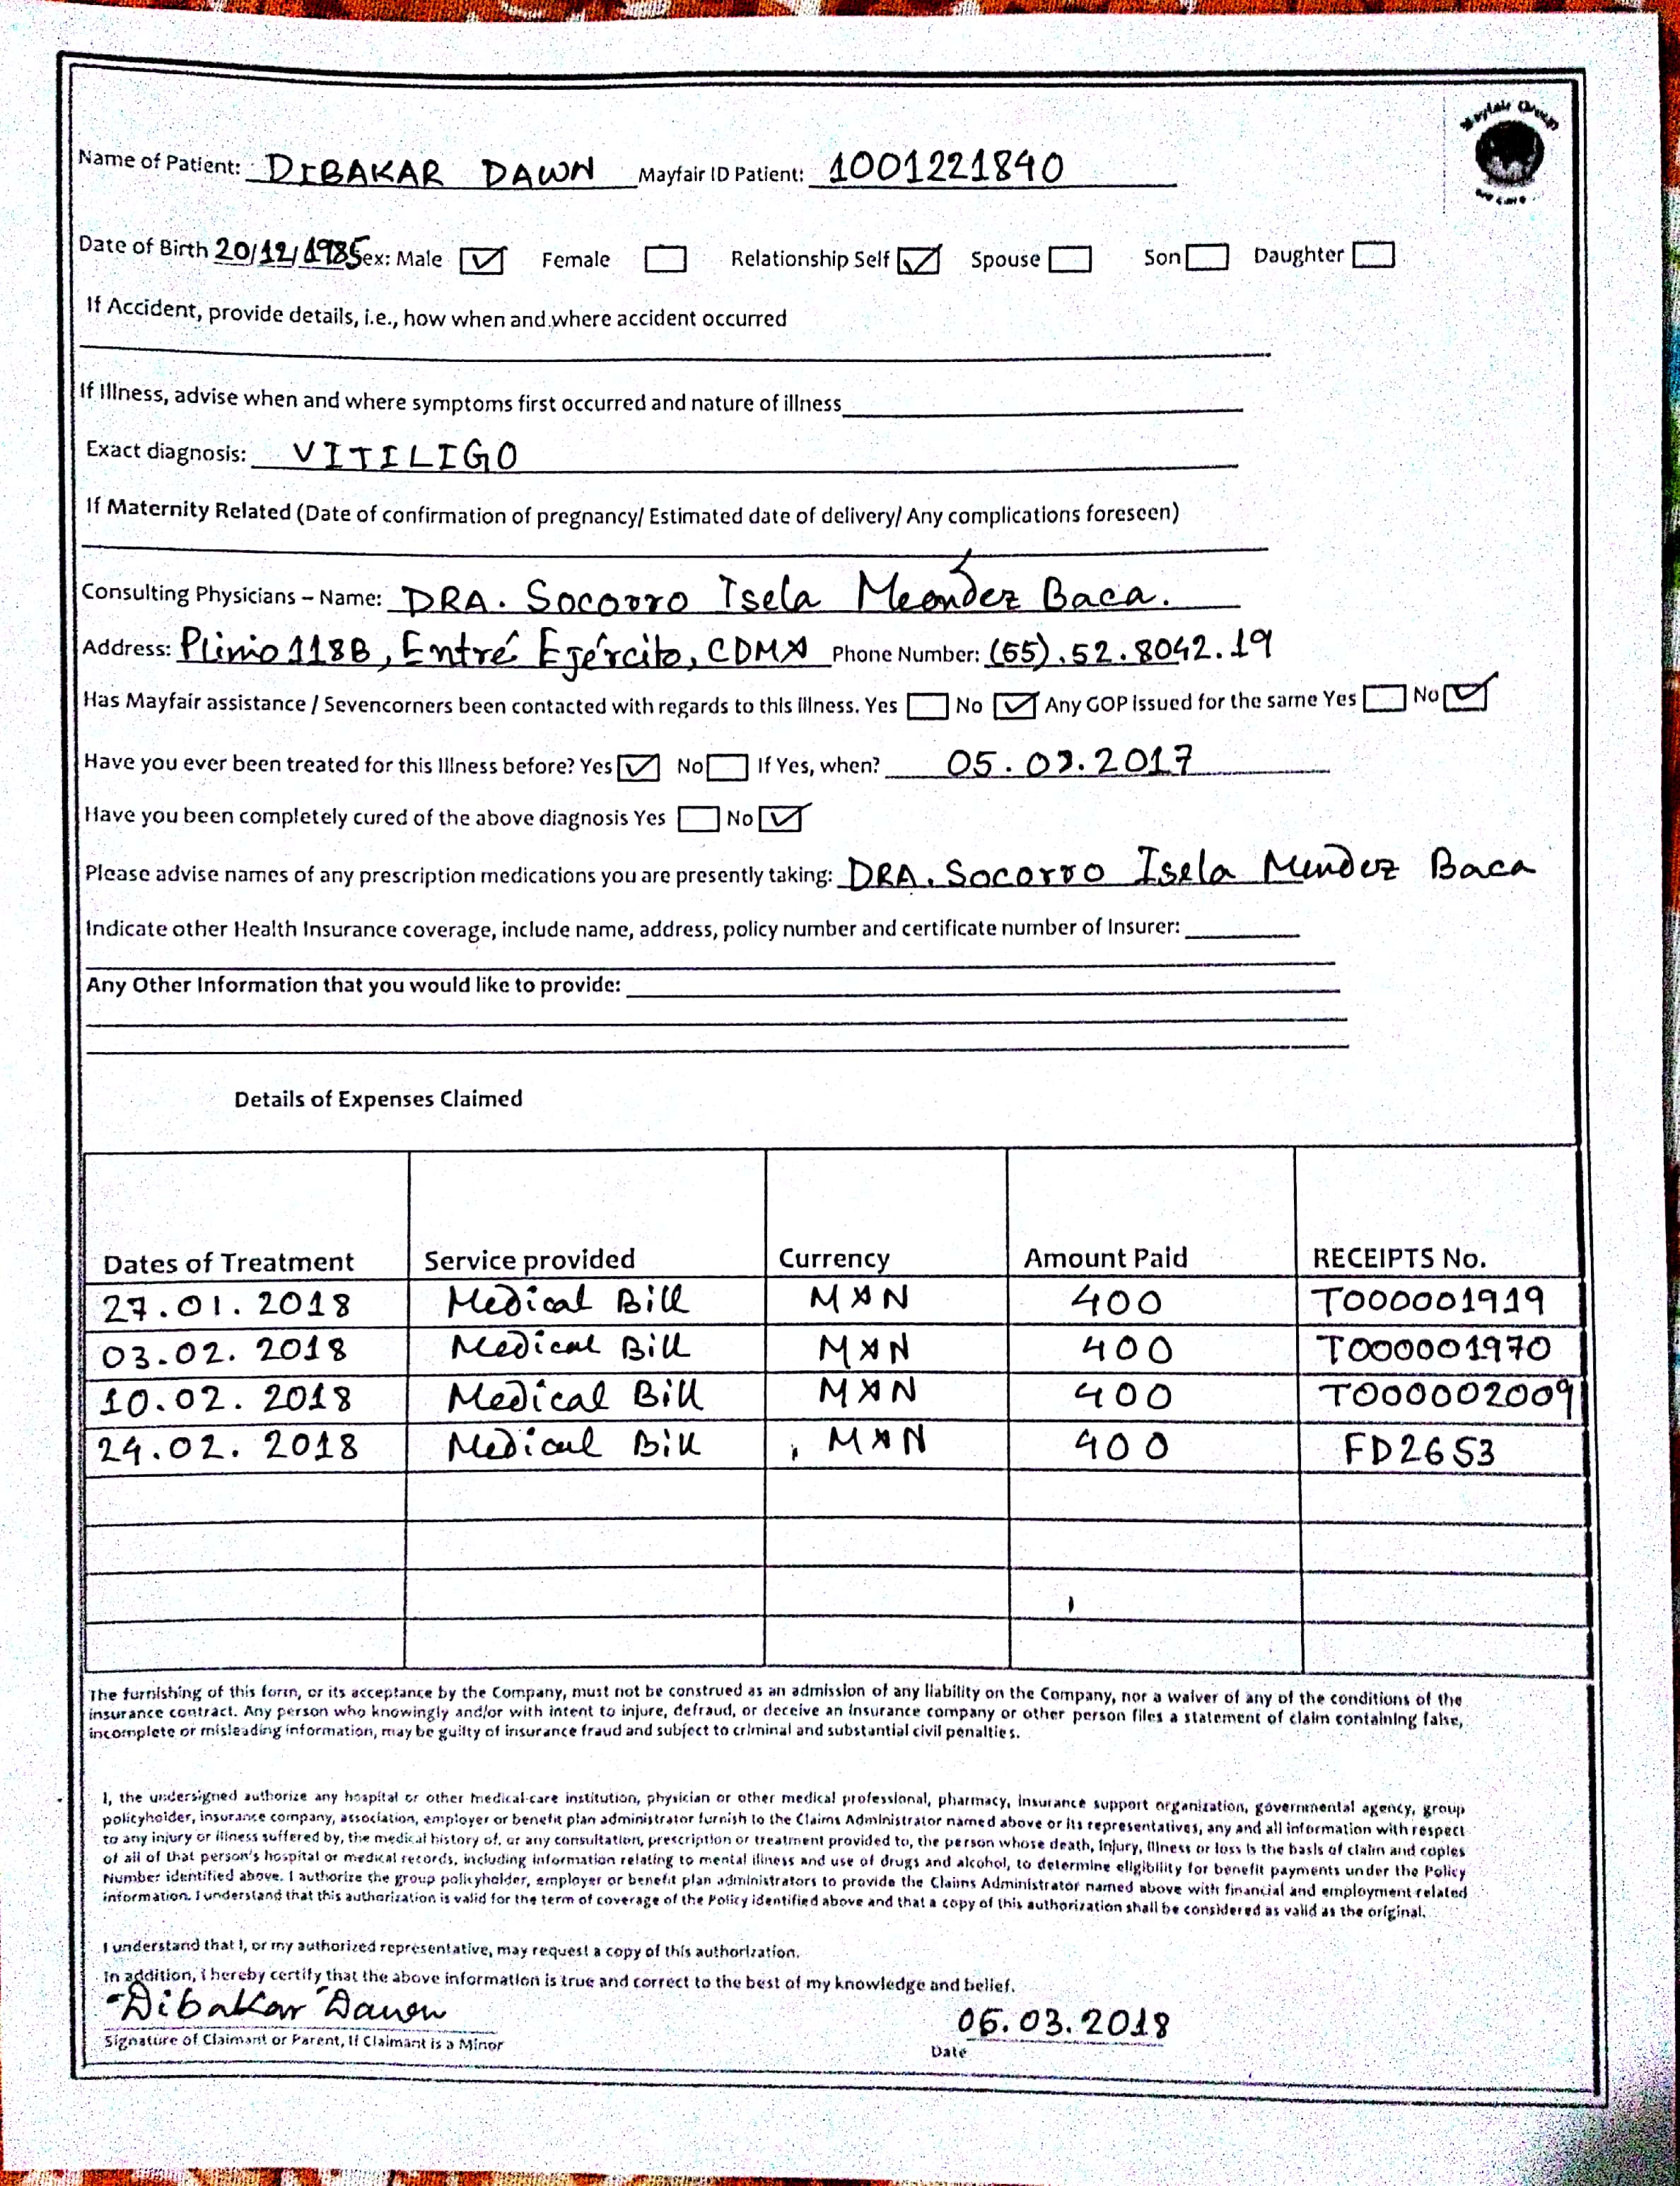 Mayfair Group
We Care
Name of Patient: DIBAKAR DAWN Mayfair ID Patient: 1001221840
Date of Birth 20/12/1985 Sex: Male ☑ Female ☐ Relationship Self ☑ Spouse ☐ Son ☐ Daughter ☐
If Accident, provide details, i.e., how when and where accident occurred
If Illness, advise when and where symptoms first occurred and nature of illness
Exact diagnosis: VITILIGO
If Maternity Related (Date of confirmation of pregnancy/ Estimated date of delivery/ Any complications foreseen)
Consulting Physicians – Name: DRA. Socorro Isela Meandez Baca.
Address: Plinio 118B, Entré Ejército, CDMX Phone Number: (55).52.8042.19
Has Mayfair assistance / Sevencorners been contacted with regards to this illness. Yes ☐ No ☑ Any GOP issued for the same Yes ☐ No ☑
Have you ever been treated for this Illness before? Yes ☑ No ☐ If Yes, when? 05.03.2017
Have you been completely cured of the above diagnosis Yes ☐ No ☑
Please advise names of any prescription medications you are presently taking: DRA. Socorro Isela Mendez Baca
Indicate other Health Insurance coverage, include name, address, policy number and certificate number of Insurer:
Any Other Information that you would like to provide:
Details of Expenses Claimed
Dates of Treatment Service provided Currency Amount Paid RECEIPTS No.
27.01.2018 Medical Bill MXN 400 T000001919
03.02.2018 Medical Bill MXN 400 T000001970
10.02.2018 Medical Bill MXN 400 T000002009
24.02.2018 Medical Bill MXN 400 FD2653
The furnishing of this form, or its acceptance by the Company, must not be construed as an admission of any liability on the Company, nor a waiver of any of the conditions of the
insurance contract. Any person who knowingly and/or with intent to injure, defraud, or deceive an insurance company or other person files a statement of claim containing false,
incomplete or misleading information, may be guilty of insurance fraud and subject to criminal and substantial civil penalties.
I, the undersigned authorize any hospital or other medical-care institution, physician or other medical professional, pharmacy, insurance support organization, governmental agency, group
policyholder, insurance company, association, employer or benefit plan administrator furnish to the Claims Administrator named above or its representatives, any and all information with respect
to any injury or illness suffered by, the medical history of, or any consultation, prescription or treatment provided to, the person whose death, injury, illness or loss is the basis of claim and copies
of all of that person's hospital or medical records, including information relating to mental illness and use of drugs and alcohol, to determine eligibility for benefit payments under the Policy
Number identified above. I authorize the group policyholder, employer or benefit plan administrators to provide the Claims Administrator named above with financial and employment related
information. I understand that this authorization is valid for the term of coverage of the Policy identified above and that a copy of this authorization shall be considered as valid as the original.
I understand that I, or my authorized representative, may request a copy of this authorization.
In addition, I hereby certify that the above information is true and correct to the best of my knowledge and belief.
Dibakar Dawn 06.03.2018
Signature of Claimant or Parent, If Claimant is a Minor Date